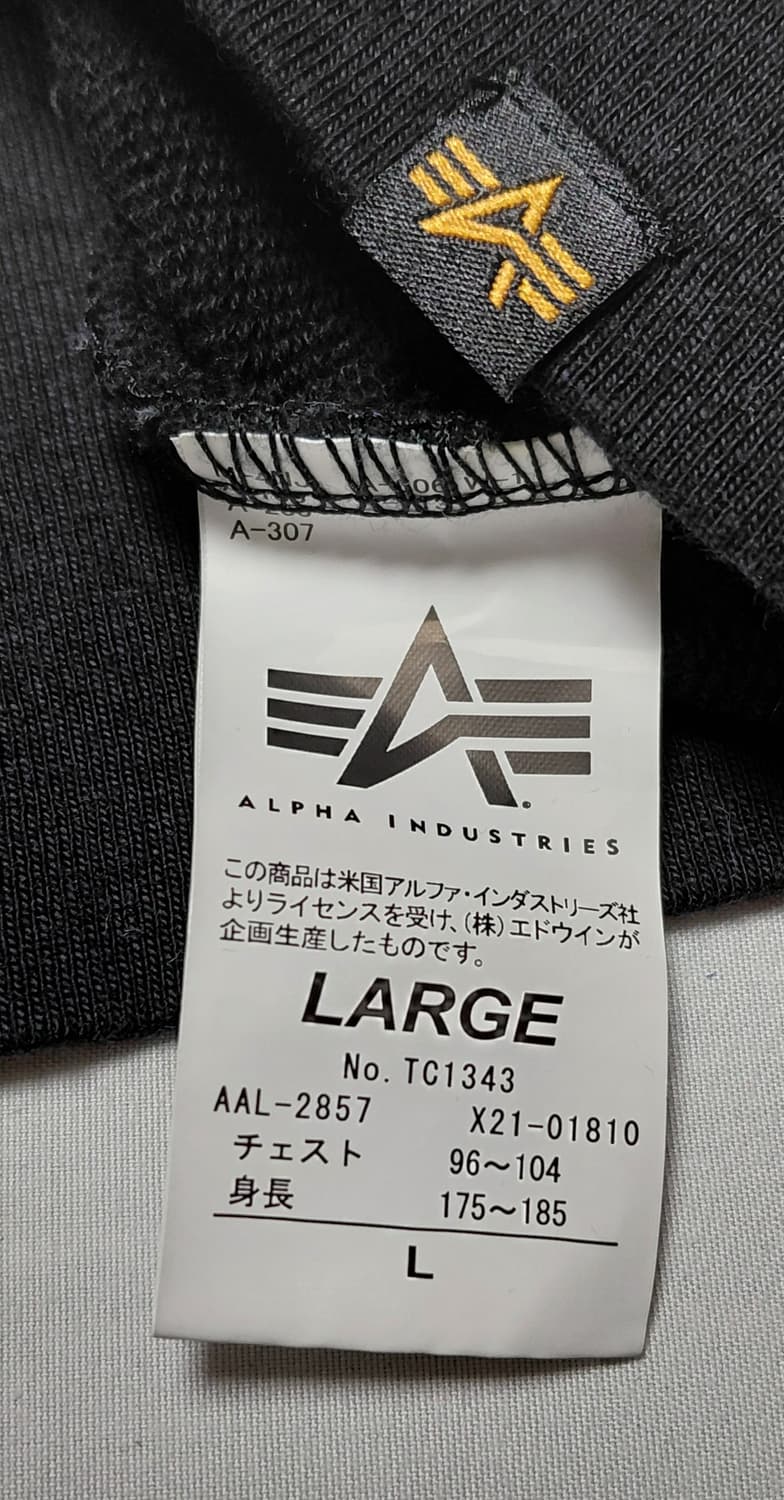 A-307
ALPHA INDUSTRIES
この商品は米国アルファ・インダストリーズ社
よりライセンスを受け、(株)エドウインが
企画生産したものです。
LARGE
No. TC1343
AAL-2857 X21-01810
チェスト 96～104
身長 175～185
L